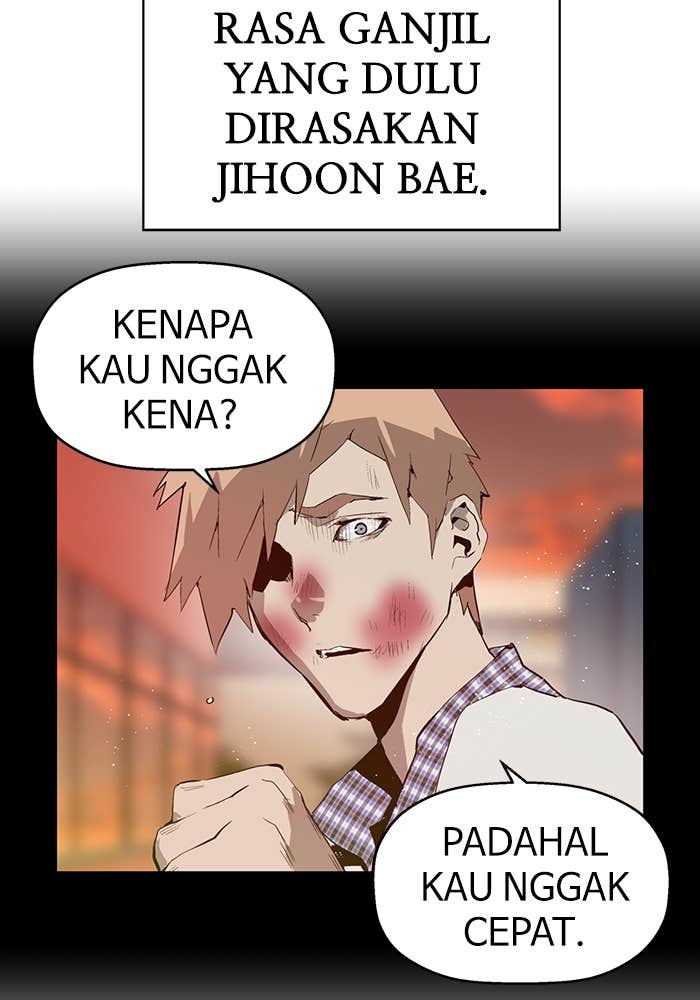 RASA GANJIL
YANG DULU
DIRASAKAN
JIHOON BAE.
KENAPA
KAU NGGAK
KENA?
PADAHAL
KAU NGGAK
CEPAT.